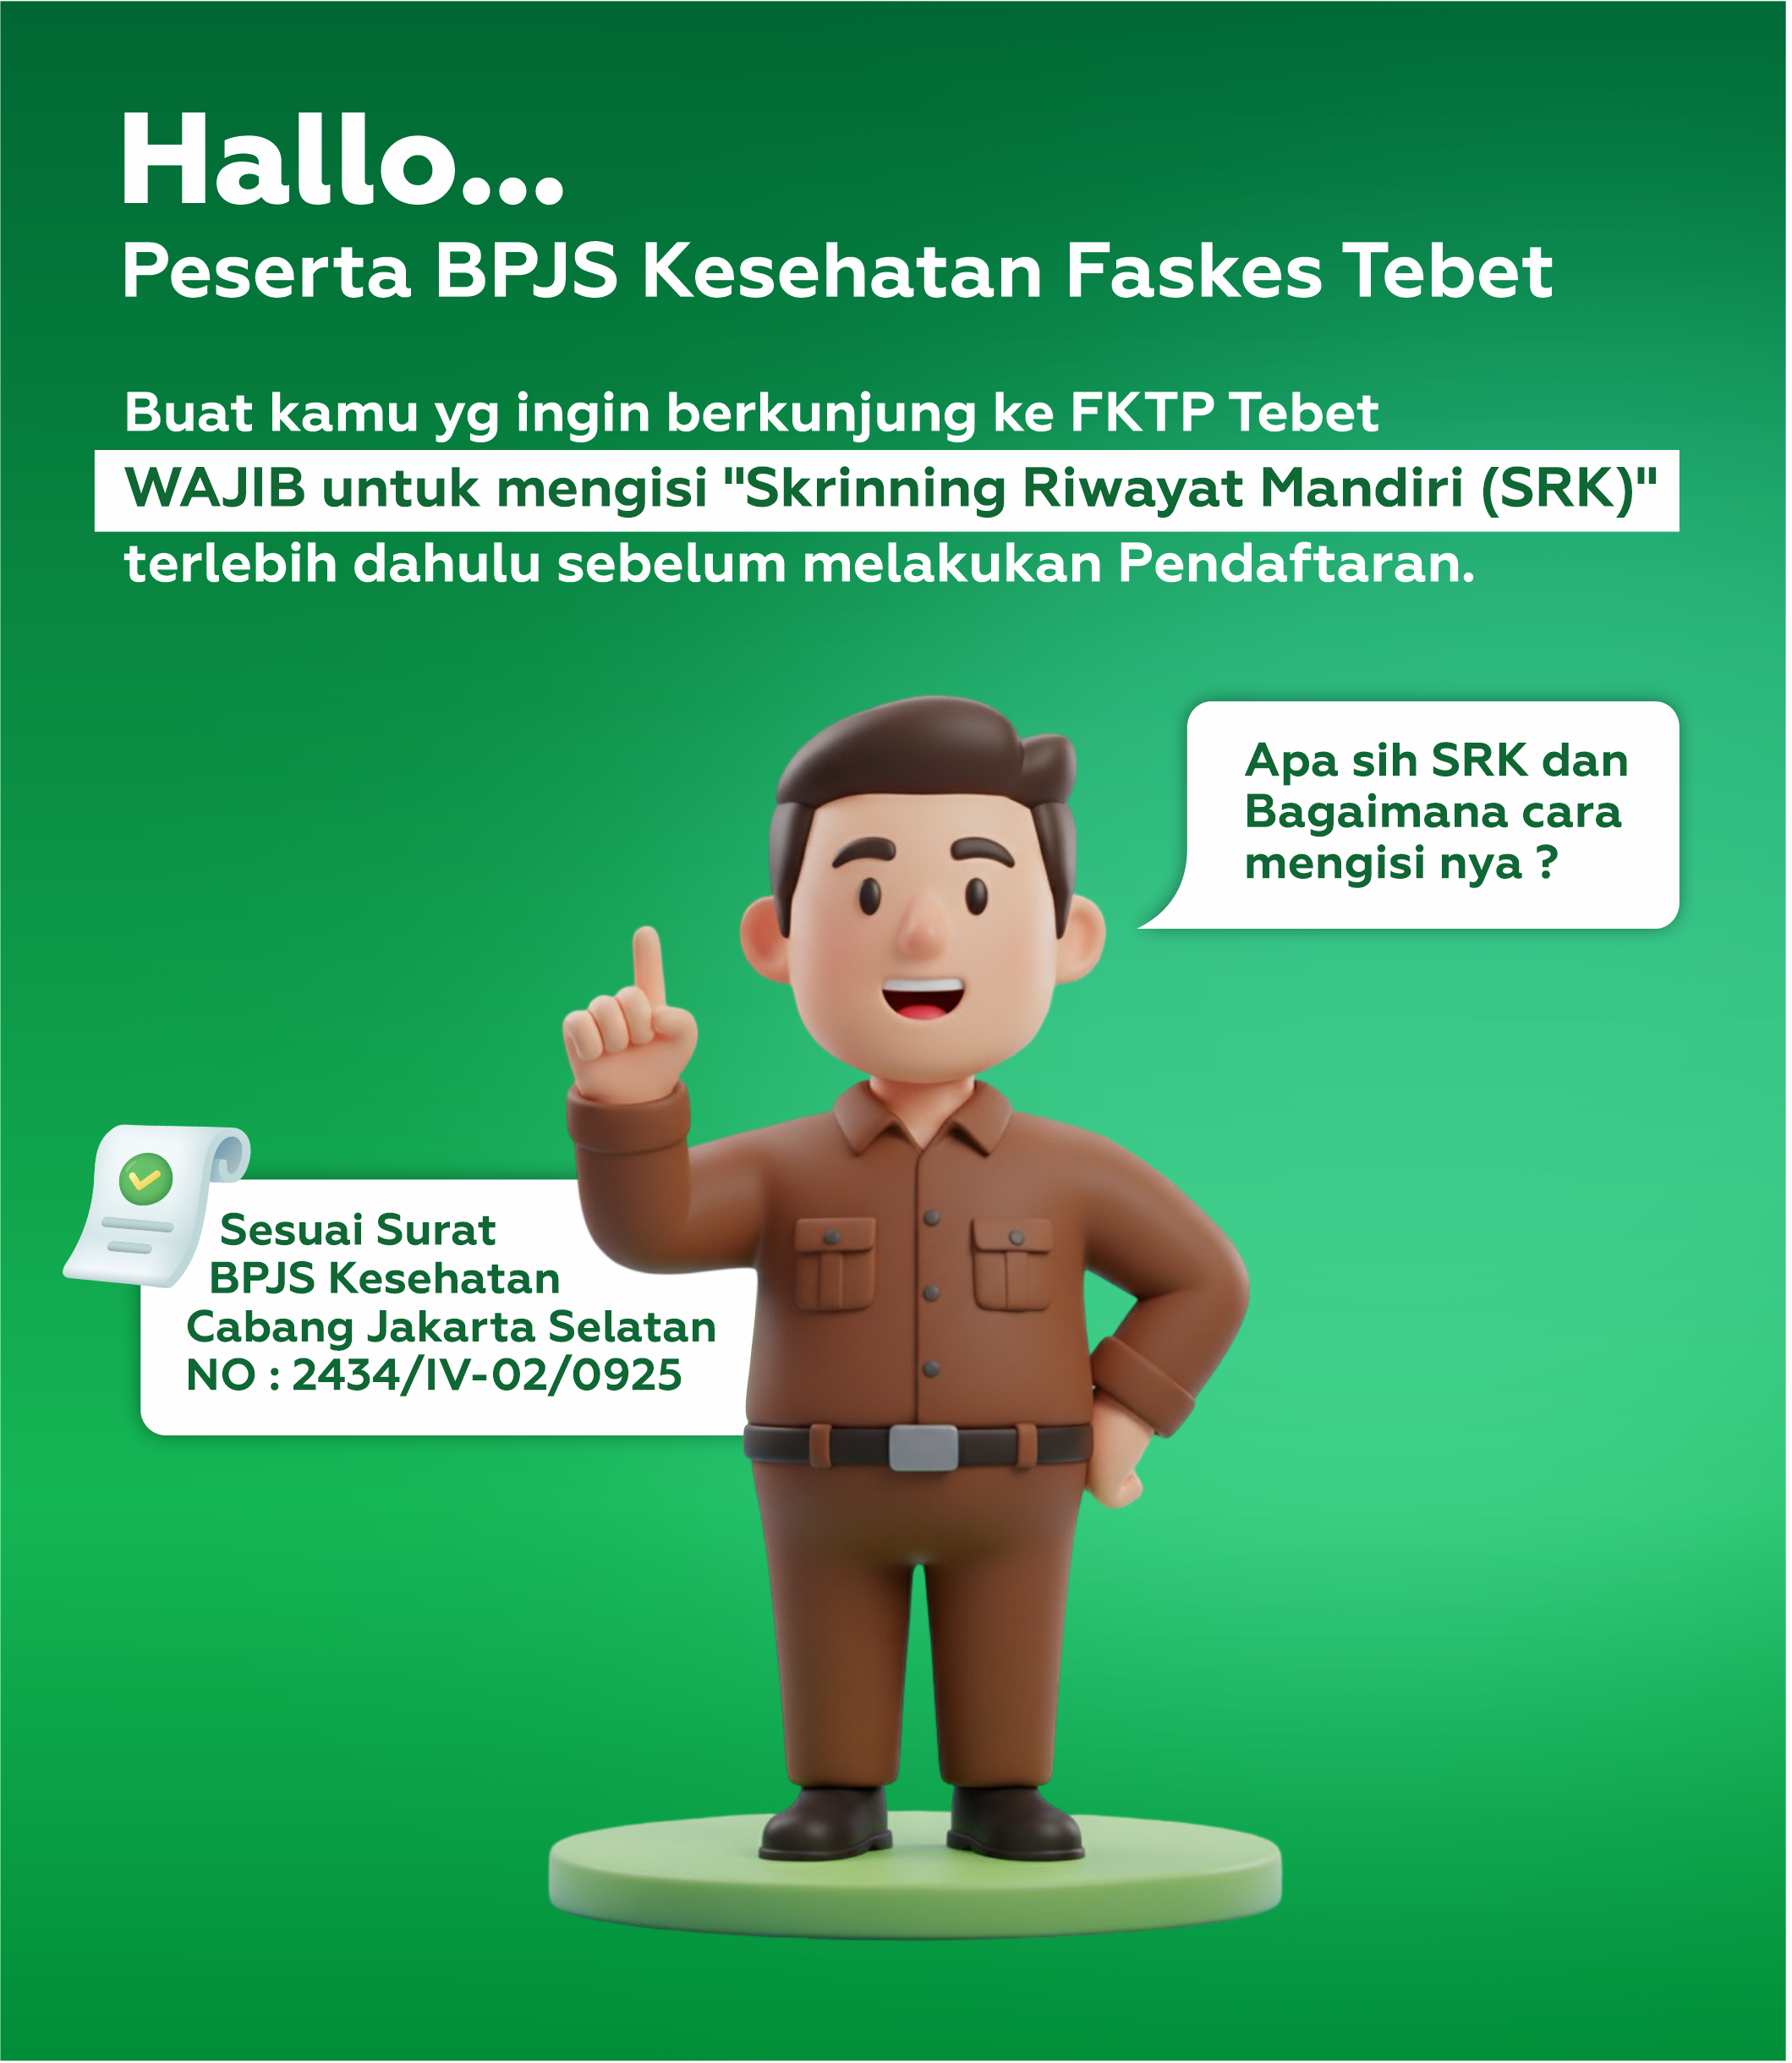 Hallo...
Peserta BPJS Kesehatan Faskes Tebet
Buat kamu yg ingin berkunjung ke FKTP Tebet
WAJIB untuk mengisi "Skrinning Riwayat Mandiri (SRK)"
terlebih dahulu sebelum melakukan Pendaftaran.
Apa sih SRK dan
Bagaimana cara
mengisi nya ?
Sesuai Surat
BPJS Kesehatan
Cabang Jakarta Selatan
NO : 2434/IV-02/0925